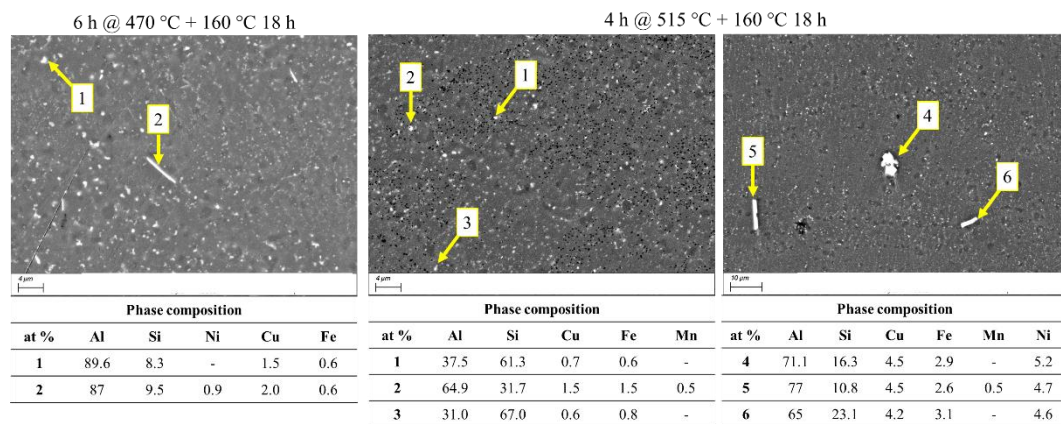 6 h @ 470 °C + 160 °C 18 h
4 h @ 515 °C + 160 °C 18 h
1
2
4 µm
2
1
3
4 µm
4
5
6
10 µm
Phase composition
at % Al Si Ni Cu Fe
1 89.6 8.3 - 1.5 0.6
2 87 9.5 0.9 2.0 0.6
Phase composition
at % Al Si Cu Fe Mn
1 37.5 61.3 0.7 0.6 -
2 64.9 31.7 1.5 1.5 0.5
3 31.0 67.0 0.6 0.8 -
Phase composition
at % Al Si Cu Fe Mn Ni
4 71.1 16.3 4.5 2.9 - 5.2
5 77 10.8 4.5 2.6 0.5 4.7
6 65 23.1 4.2 3.1 - 4.6